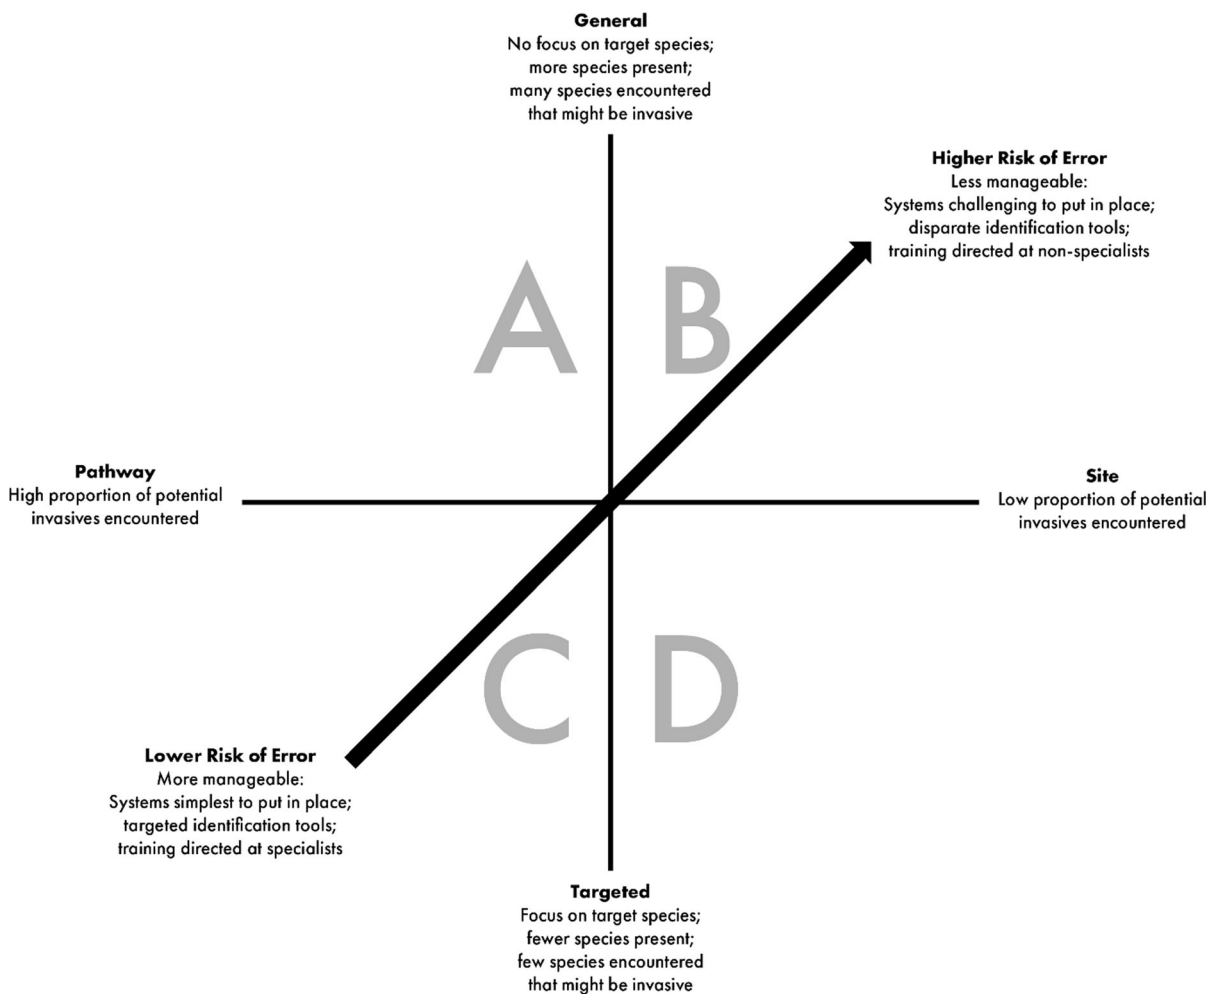 General
No focus on target species;
more species present;
many species encountered
that might be invasive
Higher Risk of Error
Less manageable:
Systems challenging to put in place;
disparate identification tools;
training directed at non-specialists
A B
Pathway
High proportion of potential
invasives encountered
Site
Low proportion of potential
invasives encountered
C D
Lower Risk of Error
More manageable:
Systems simplest to put in place;
targeted identification tools;
training directed at specialists
Targeted
Focus on target species;
fewer species present;
few species encountered
that might be invasive